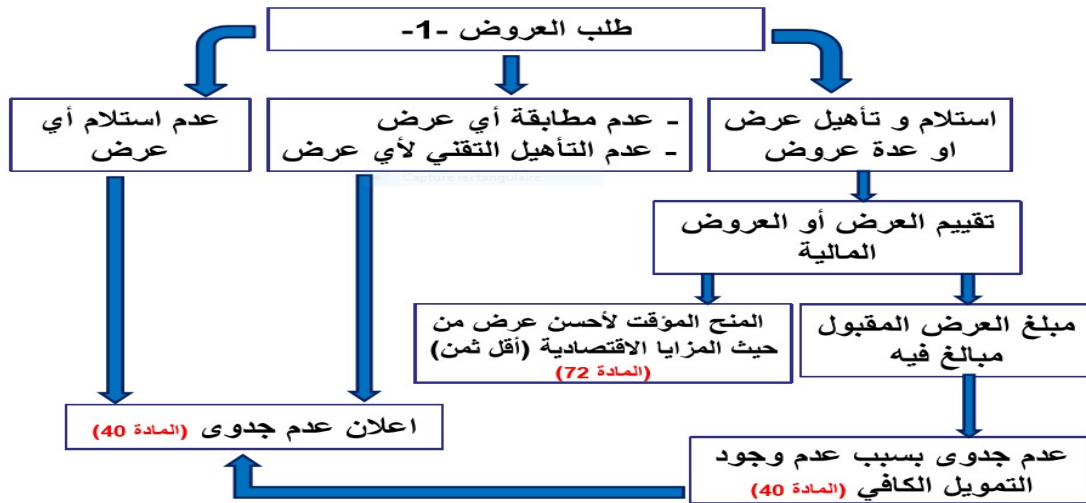 طلب العروض -1-
استلام و تأهيل عرض
او عدة عروض
- عدم مطابقة أي عرض
- عدم التأهيل التقني لأي عرض
عدم استلام أي
عرض
Capture rectangulaire
تقييم العرض أو العروض
المالية
المنح المؤقت لأحسن عرض من
حيث المزايا الاقتصادية (أقل ثمن)
(المادة 72)
مبلغ العرض المقبول
مبالغ فيه
اعلان عدم جدوى (المادة 40)
عدم جدوى بسبب عدم وجود
التمويل الكافي (المادة 40)